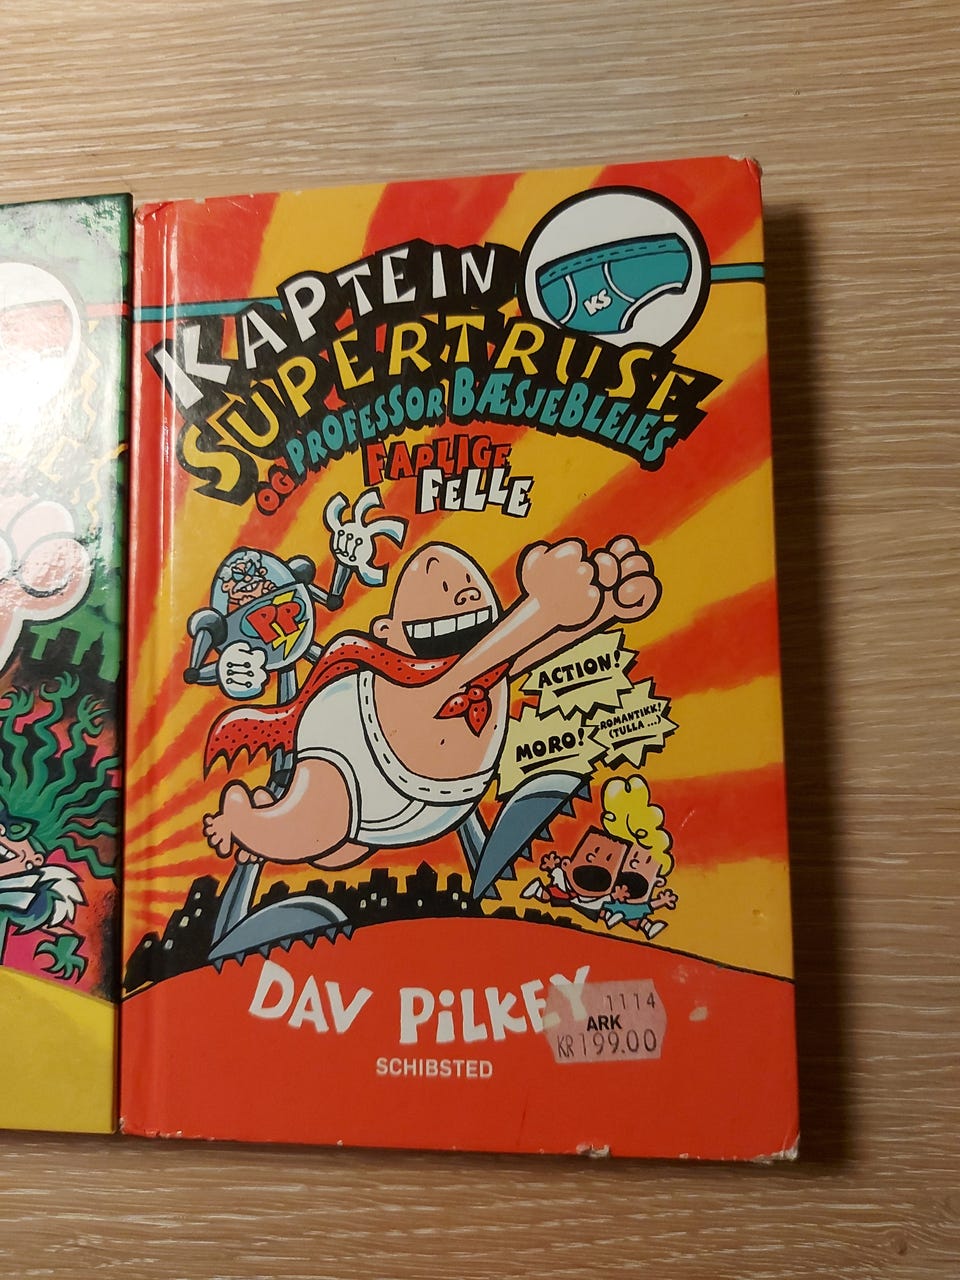 KAPTEIN
SUPERTRUSE
KS
OG PROFESSOR BÆSJEBLEIES
FARLIGE
FELLE
PP
ACTION!
MORO!
ROMANTIKK!
(TULLA ...)
DAV PILKEY
1114
ARK
KR 199.00
SCHIBSTED